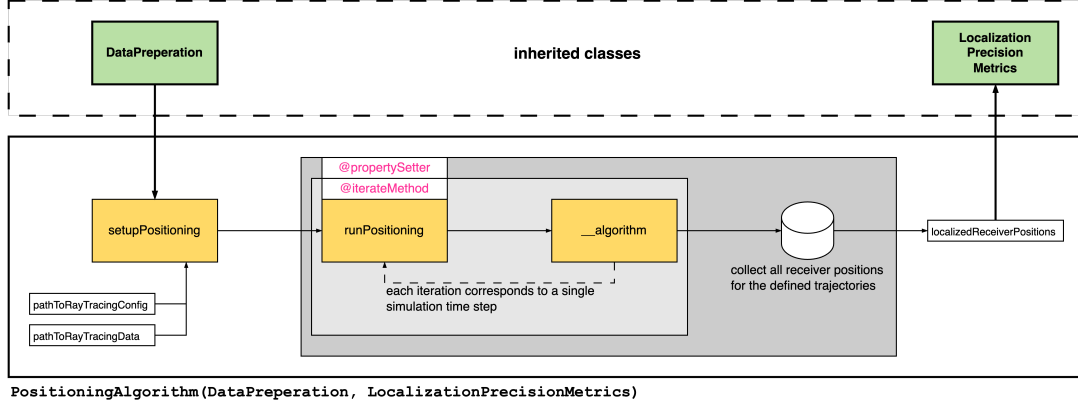 DataPreperation
inherited classes
Localization
Precision
Metrics
@propertySetter
@iterateMethod
setupPositioning
runPositioning
__algorithm
localizedReceiverPositions
collect all receiver positions
for the defined trajectories
each iteration corresponds to a single
simulation time step
pathToRayTracingConfig
pathToRayTracingData
PositioningAlgorithm(DataPreperation, LocalizationPrecisionMetrics)